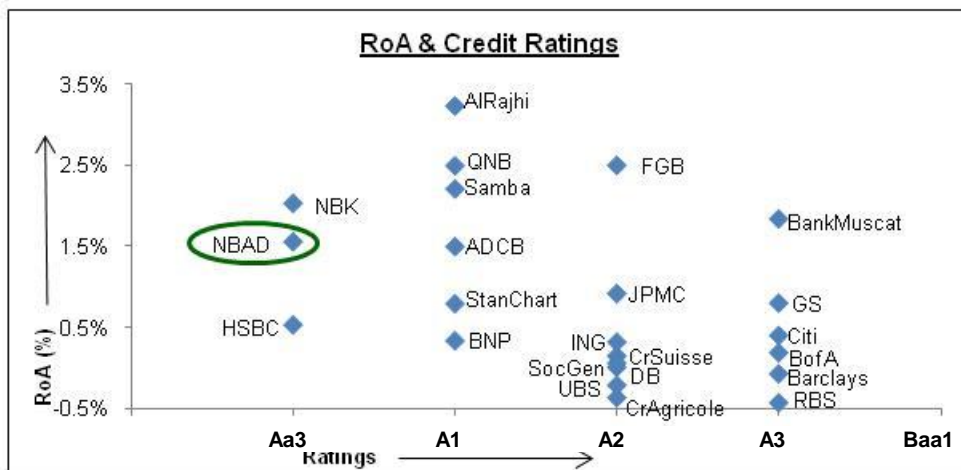 RoA & Credit Ratings
3.5%
2.5%
1.5%
0.5%
-0.5%
RoA (%)
AlRajhi
QNB
FGB
Samba
NBK
BankMuscat
NBAD
ADCB
JPMC
StanChart
GS
HSBC
BNP
ING
Citi
CrSuisse
BofA
SocGen
DB
Barclays
UBS
CrAgricole
RBS
Aa3
A1
A2
A3
Baa1
Ratings